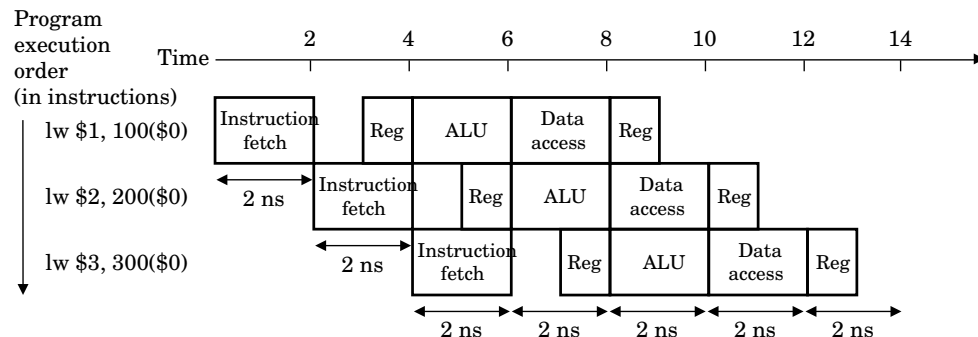 Program
execution
order
(in instructions)
Time
2 4 6 8 10 12 14
lw $1, 100($0)
Instruction
fetch
Reg
ALU
Data
access
Reg
2 ns
lw $2, 200($0)
Instruction
fetch
Reg
ALU
Data
access
Reg
2 ns
lw $3, 300($0)
Instruction
fetch
Reg
ALU
Data
access
Reg
2 ns 2 ns 2 ns 2 ns 2 ns